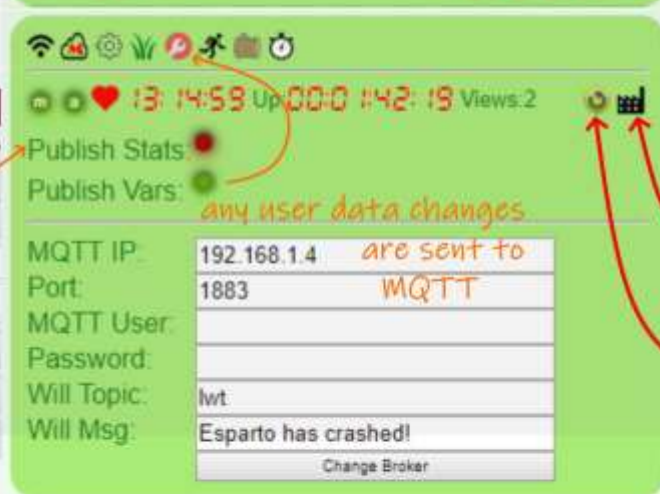 13:14:59 Up:00:01:42:19 Views:2
Publish Stats:
Publish Vars:
any user data changes
are sent to
MQTT
MQTT IP: 192.168.1.4
Port: 1883
MQTT User:
Password:
Will Topic: lwt
Will Msg: Esparto has crashed!
Change Broker